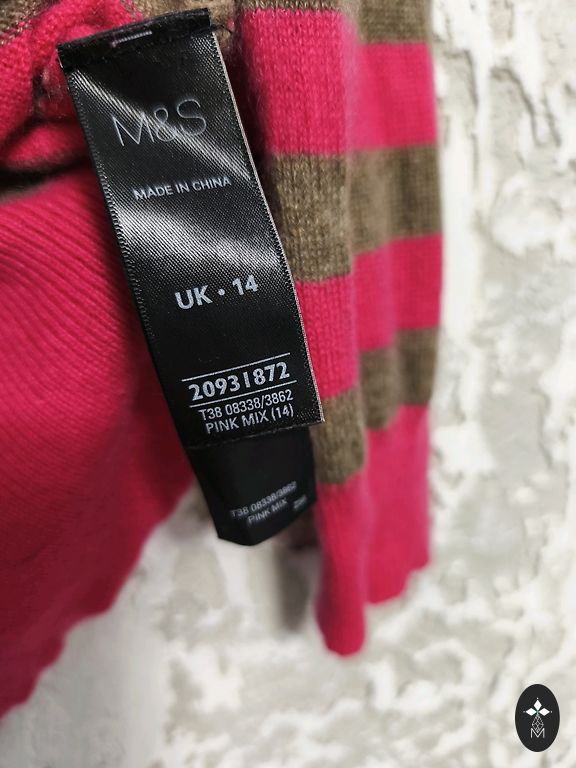 M&S
MADE IN CHINA
UK • 14
20931872
T38 08338/3862
PINK MIX (14)
T38 08338/3862
PINK MIX
M